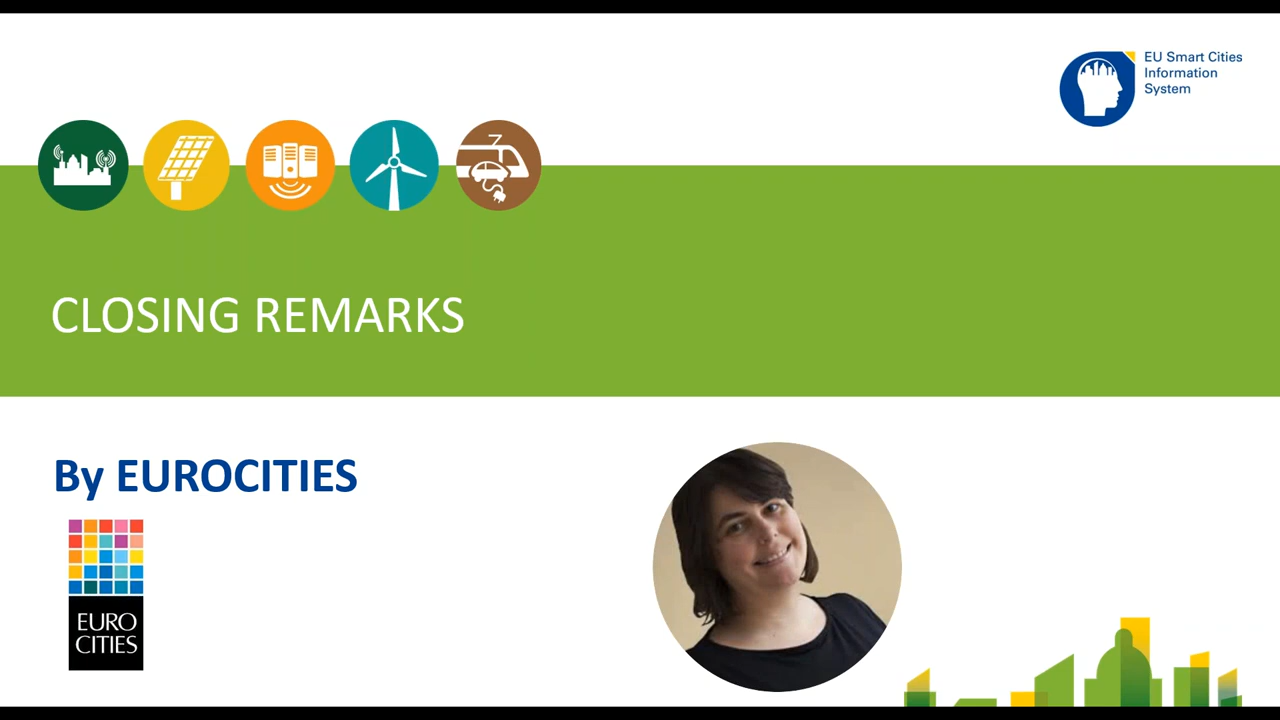 EU Smart Cities
Information
System
CLOSING REMARKS
By EUROCITIES
EURO
CITIES